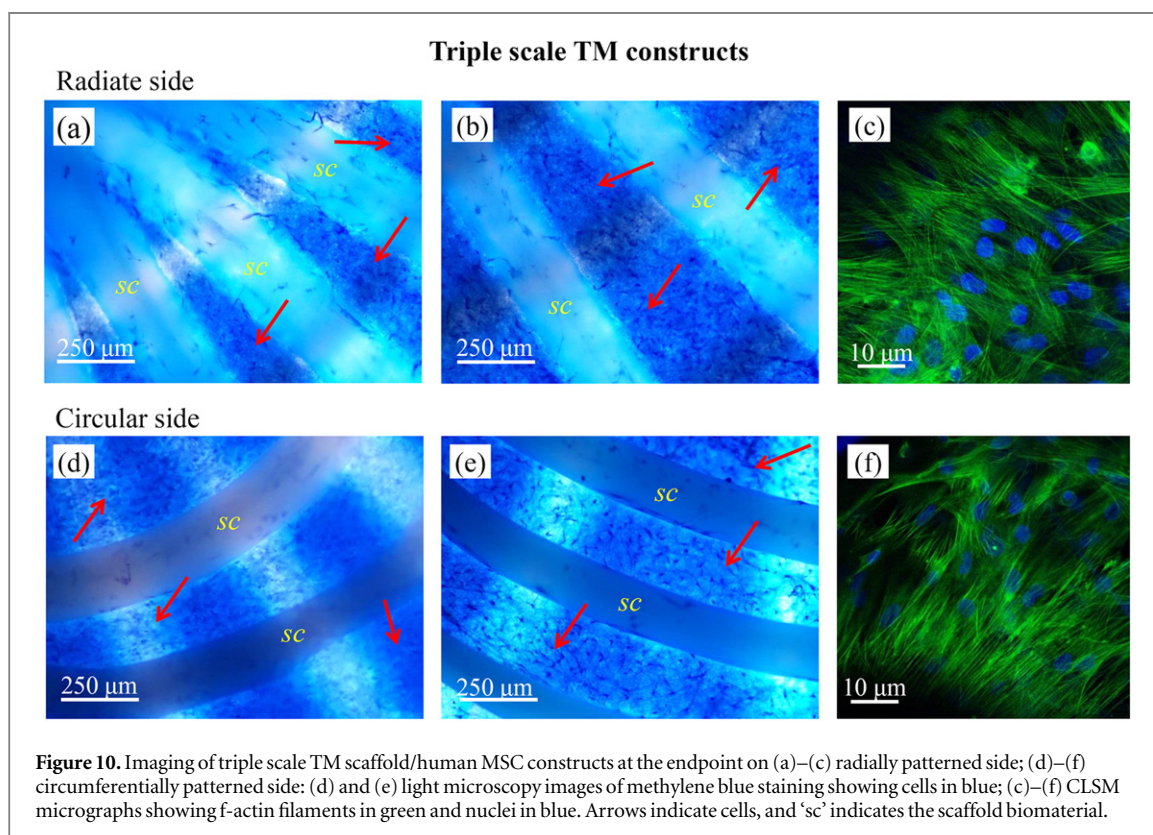 Triple scale TM constructs
Radiate side
(a)
(b)
(c)
sc
sc
sc
sc
sc
250 μm
250 μm
10 μm
Circular side
(d)
(e)
(f)
sc
sc
sc
sc
250 μm
250 μm
10 μm
Figure 10. Imaging of triple scale TM scaffold/human MSC constructs at the endpoint on (a)–(c) radially patterned side; (d)–(f)
circumferentially patterned side: (d) and (e) light microscopy images of methylene blue staining showing cells in blue; (c)–(f) CLSM
micrographs showing f-actin filaments in green and nuclei in blue. Arrows indicate cells, and ‘sc’ indicates the scaffold biomaterial.